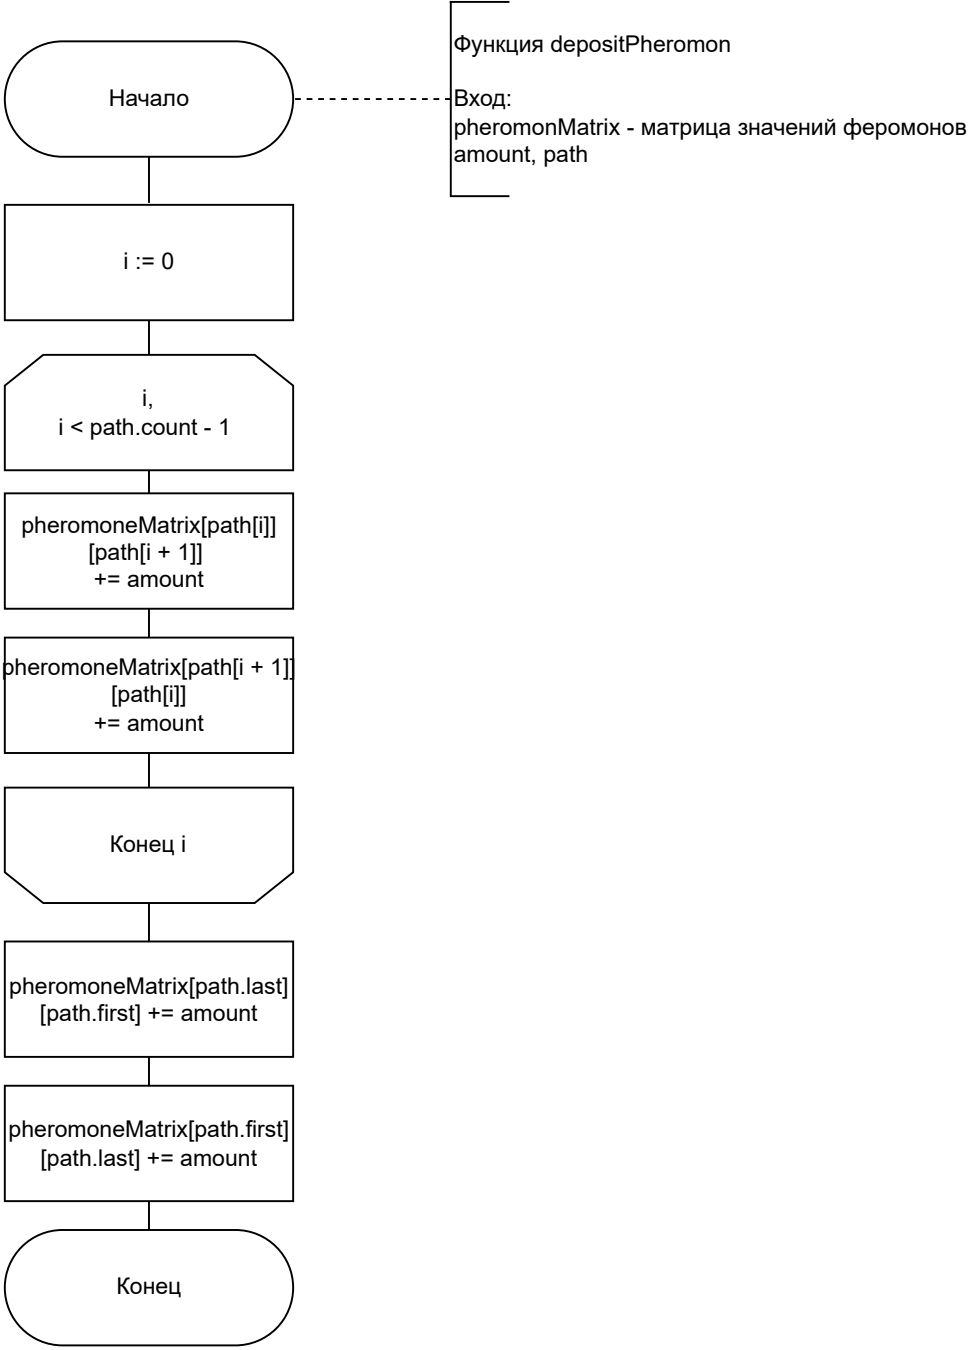 Функция depositPheromon
Начало
Вход:
pheromonMatrix - матрица значений феромонов
amount, path
i := 0
i,
i < path.count - 1
pheromoneMatrix[path[i]]
[path[i + 1]]
+= amount
pheromoneMatrix[path[i + 1]]
[path[i]]
+= amount
Конец i
pheromoneMatrix[path.last]
[path.first] += amount
pheromoneMatrix[path.first]
[path.last] += amount
Конец